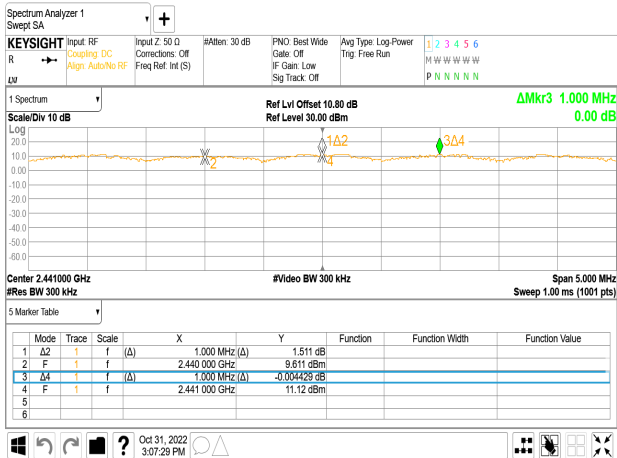 Spectrum Analyzer 1
Swept SA
KEYSIGHT Input: RF Input Z: 50 Ω #Atten: 30 dB PNO: Best Wide Avg Type: Log-Power 1 2 3 4 5 6
R Coupling: DC Corrections: Off Gate: Off Trig: Free Run M W W W W W
Align: Auto/No RF Freq Ref: Int (S) IF Gain: Low
Sig Track: Off P N N N N N
LXI
1 Spectrum
Ref Lvl Offset 10.80 dB ΔMkr3 1.000 MHz
Scale/Div 10 dB Ref Level 30.00 dBm 0.00 dB
Log
20.0 1Δ2 3Δ4
10.0 2 4
0.00
-10.0
-20.0
-30.0
-40.0
-50.0
-60.0
Center 2.441000 GHz #Video BW 300 kHz Span 5.000 MHz
#Res BW 300 kHz Sweep 1.00 ms (1001 pts)
5 Marker Table
Mode Trace Scale X Y Function Function Width Function Value
1 Δ2 1 f (Δ) 1.000 MHz (Δ) 1.511 dB
2 F 1 f 2.440 000 GHz 9.611 dBm
3 Δ4 1 f (Δ) 1.000 MHz (Δ) -0.004429 dB
4 F 1 f 2.441 000 GHz 11.12 dBm
5
6
? Oct 31, 2022
3:07:29 PM